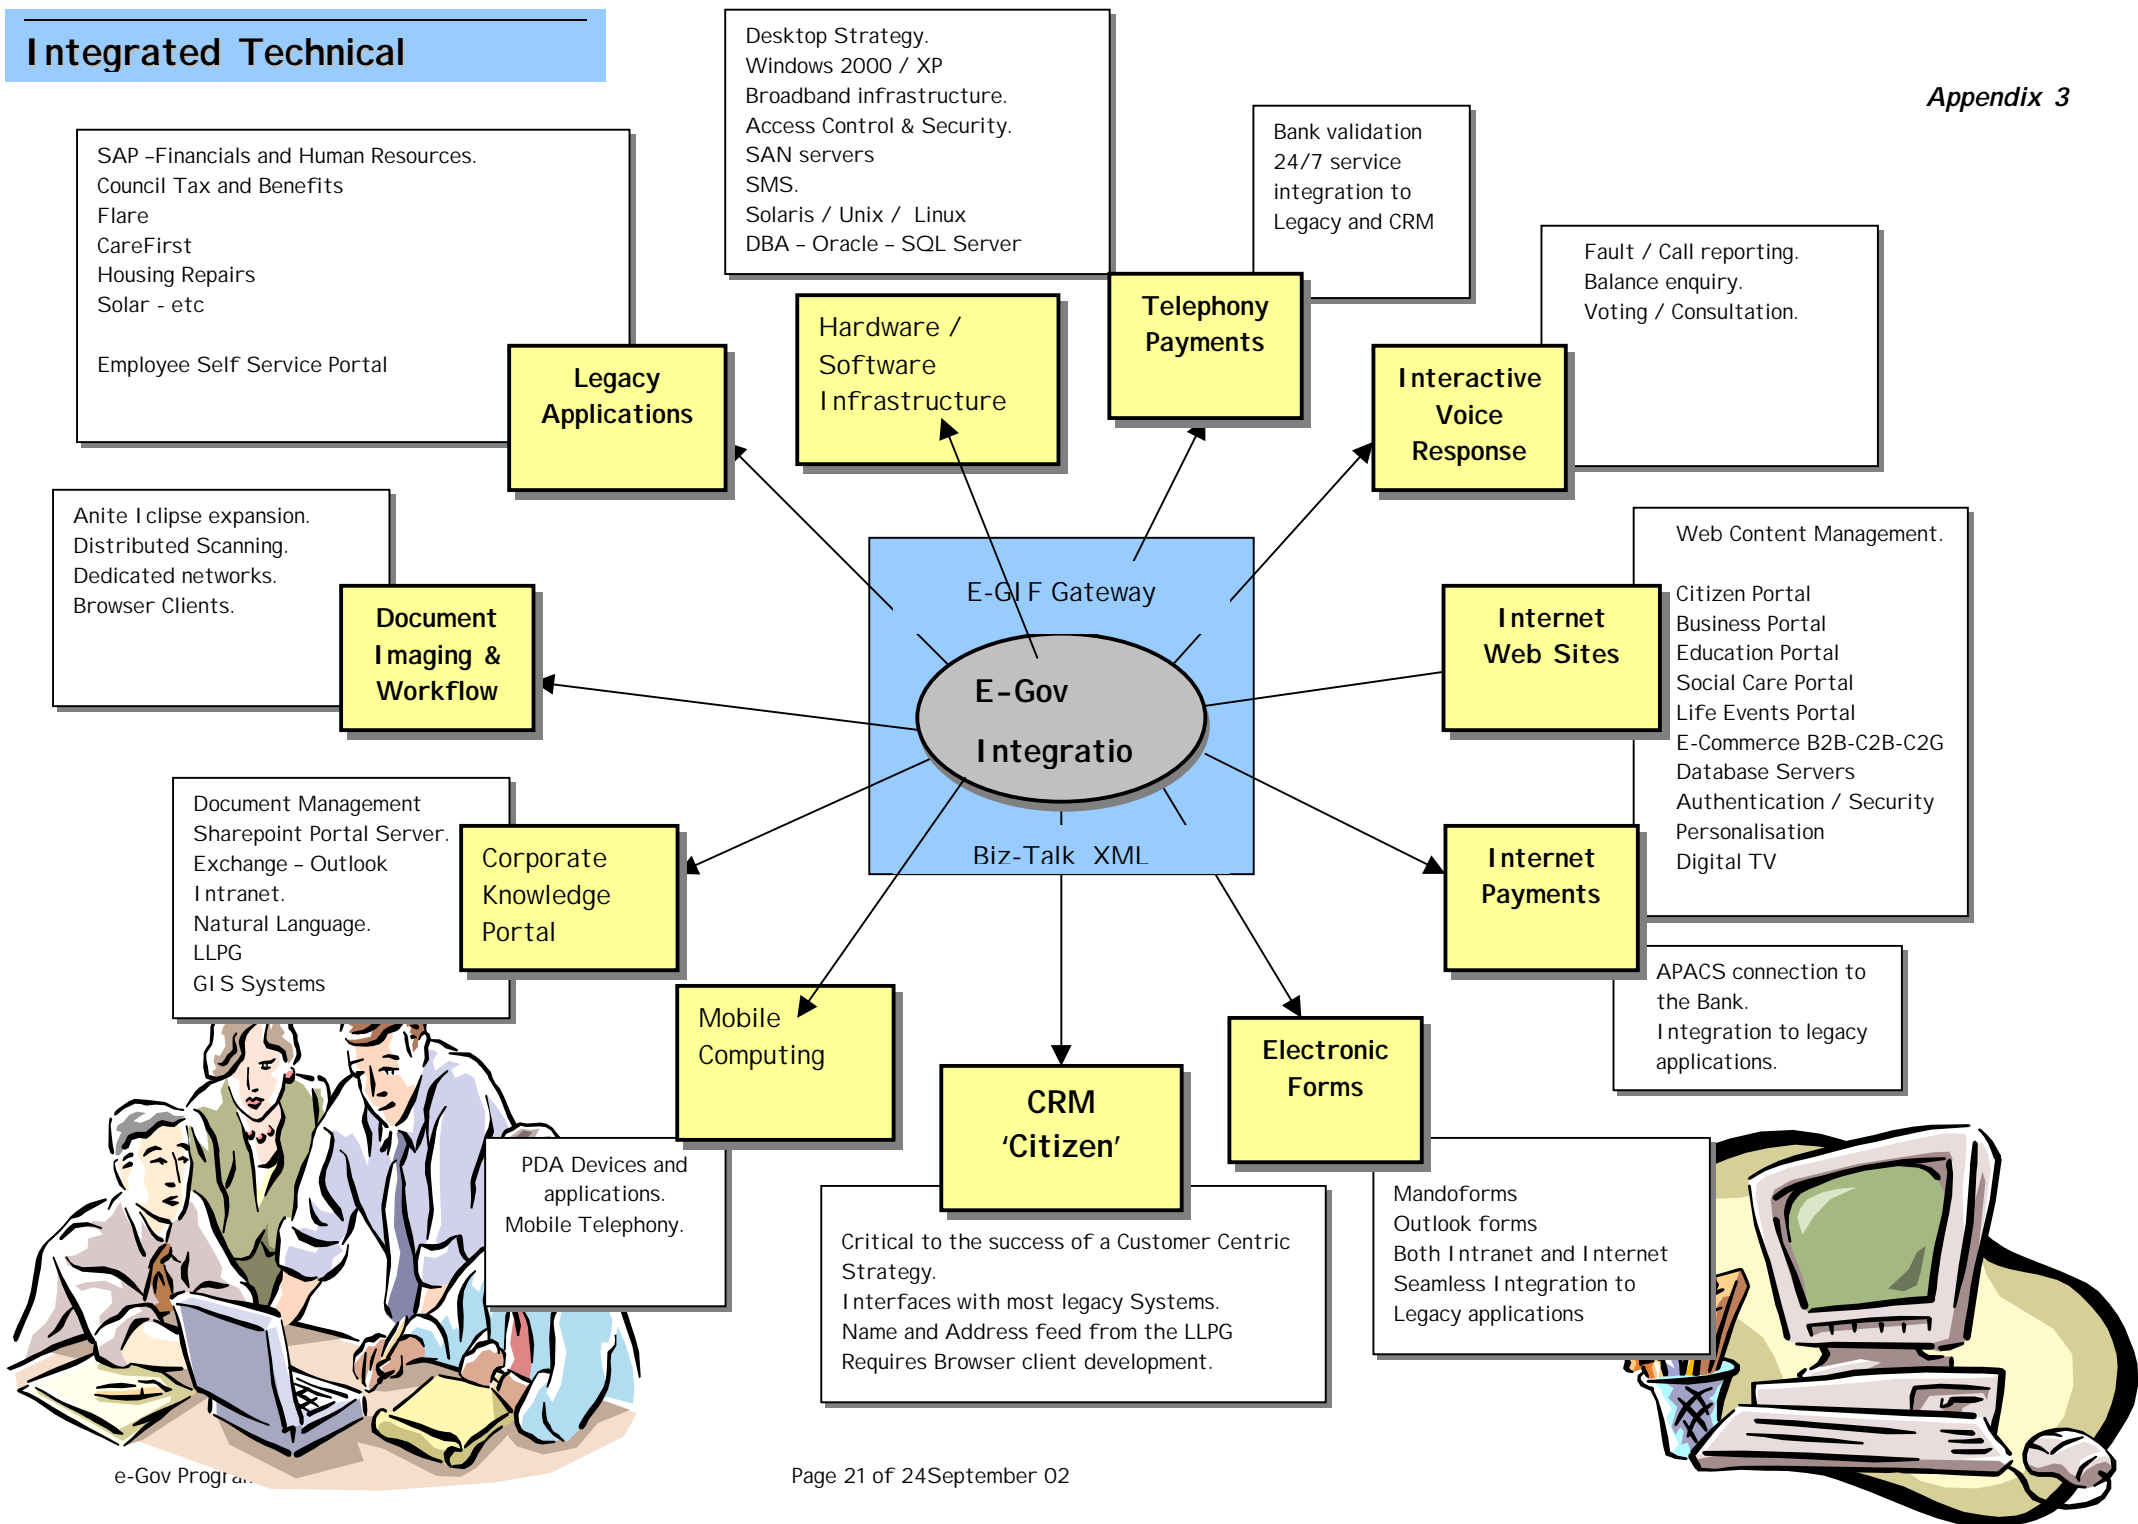 Integrated Technical
Appendix 3
Desktop Strategy.
Windows 2000 / XP
Broadband infrastructure.
Access Control & Security.
SAN servers
SMS.
Solaris / Unix / Linux
DBA – Oracle – SQL Server
Bank validation
24/7 service
integration to
Legacy and CRM
SAP –Financials and Human Resources.
Council Tax and Benefits
Flare
CareFirst
Housing Repairs
Solar - etc
Employee Self Service Portal
Fault / Call reporting.
Balance enquiry.
Voting / Consultation.
Legacy
Applications
Hardware /
Software
Infrastructure
Telephony
Payments
Interactive
Voice
Response
Anite Iclipse expansion.
Distributed Scanning.
Dedicated networks.
Browser Clients.
Document
Imaging &
Workflow
E-GIF Gateway
E-Gov
Integratio
Biz-Talk XML
Internet
Web Sites
Web Content Management.
Citizen Portal
Business Portal
Education Portal
Social Care Portal
Life Events Portal
E-Commerce B2B-C2B-C2G
Database Servers
Authentication / Security
Personalisation
Digital TV
Document Management
Sharepoint Portal Server.
Exchange – Outlook
Intranet.
Natural Language.
LLPG
GIS Systems
Corporate
Knowledge
Portal
Internet
Payments
APACS connection to
the Bank.
Integration to legacy
applications.
Mobile
Computing
PDA Devices and
applications.
Mobile Telephony.
CRM
‘Citizen’
Critical to the success of a Customer Centric
Strategy.
Interfaces with most legacy Systems.
Name and Address feed from the LLPG
Requires Browser client development.
Electronic
Forms
Mandoforms
Outlook forms
Both Intranet and Internet
Seamless Integration to
Legacy applications
e-Gov
Page 21 of 24September 02